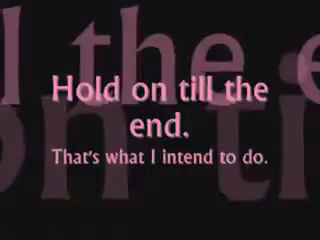 Hold on till the
end.
That's what I intend to do.